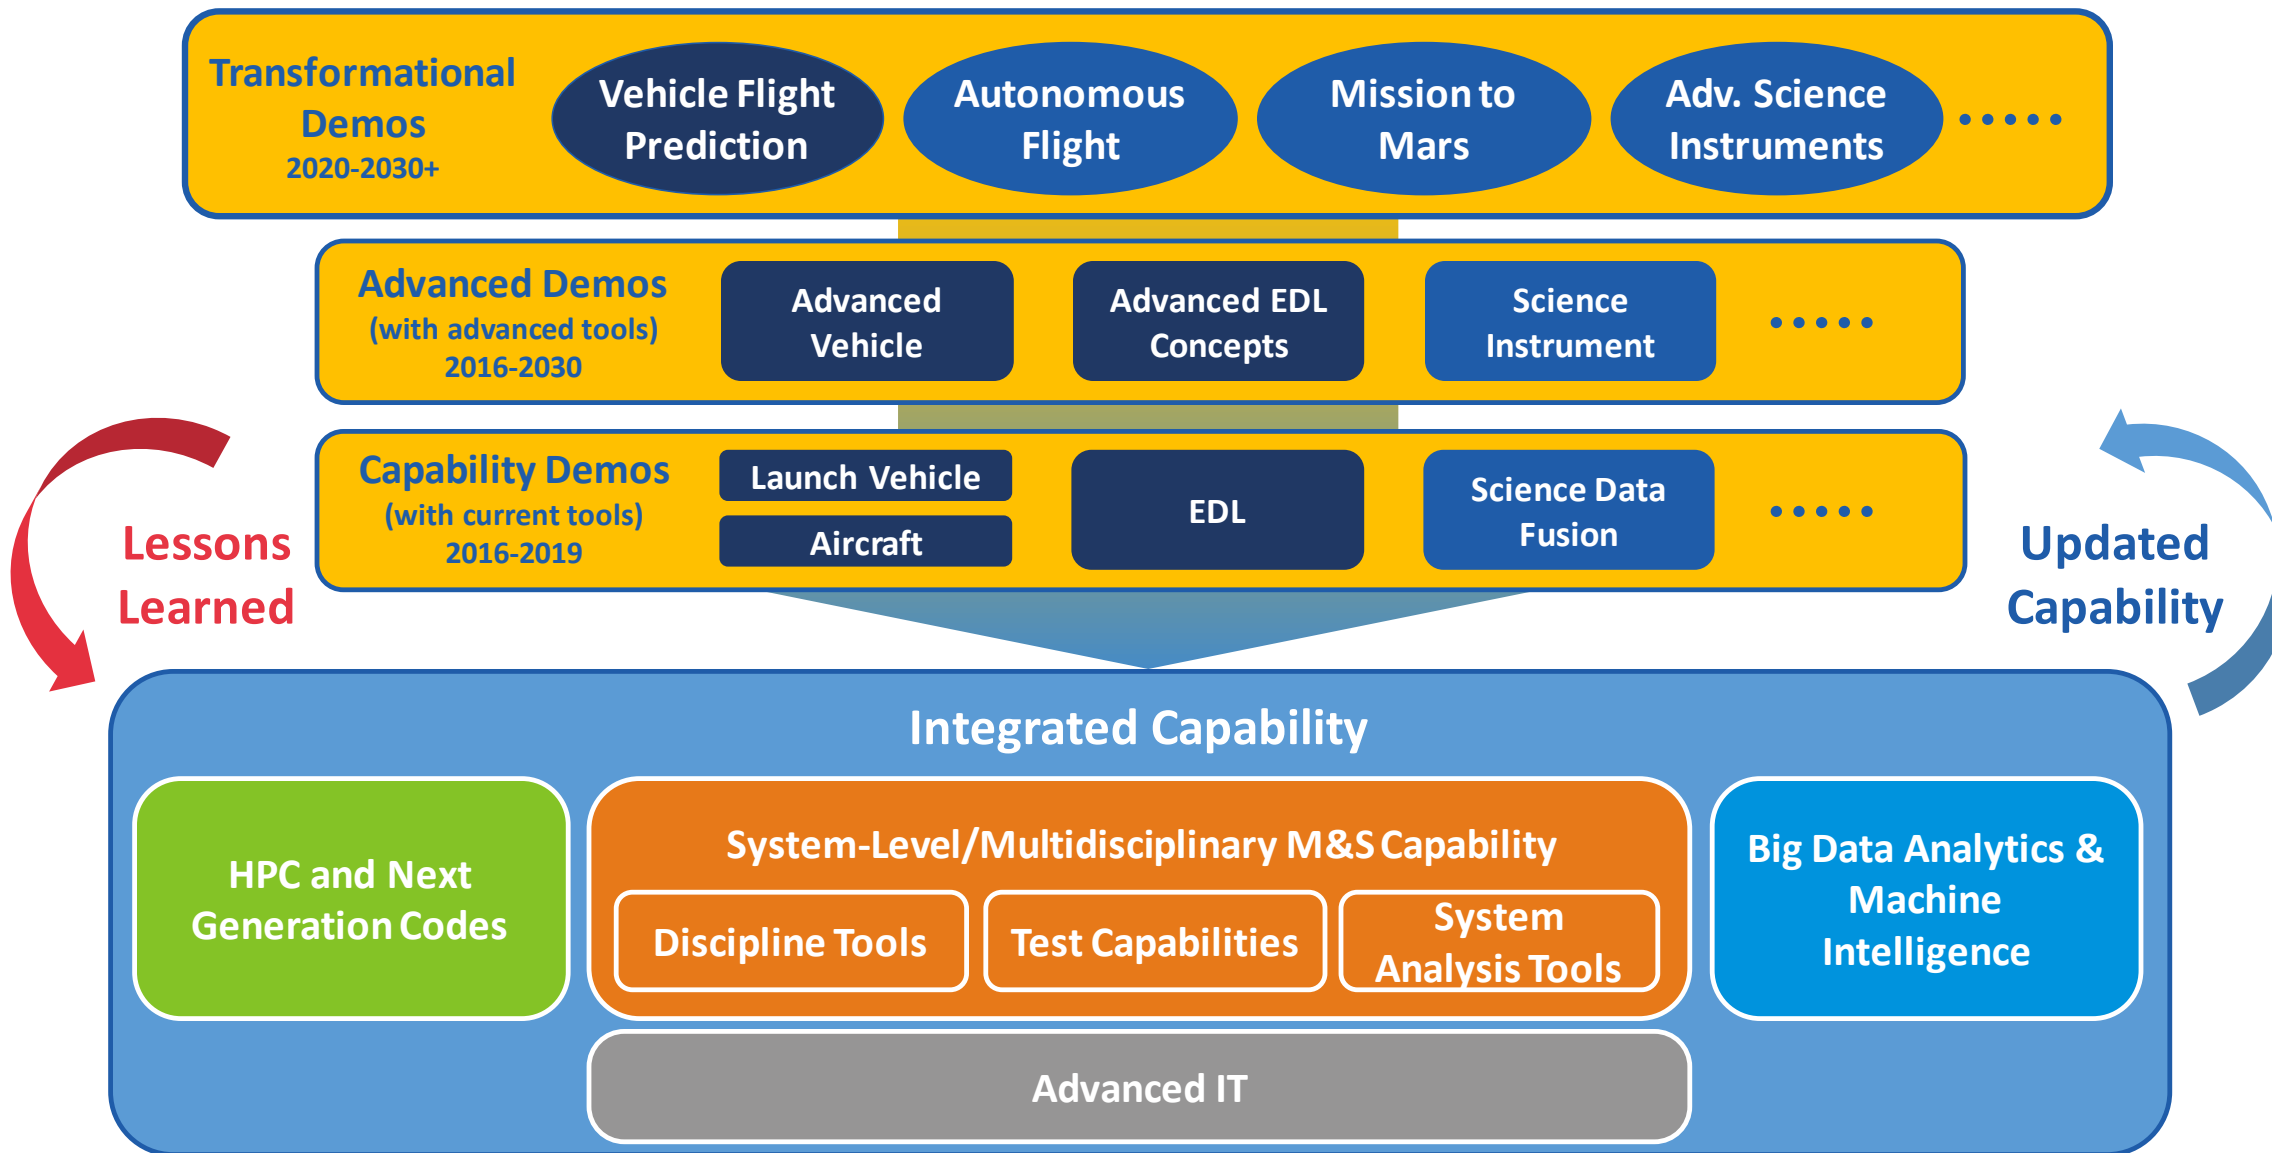 Transformational
Demos
2020-2030+
Vehicle Flight
Prediction
Autonomous
Flight
Mission to
Mars
Adv. Science
Instruments
Advanced Demos
(with advanced tools)
2016-2030
Advanced
Vehicle
Advanced EDL
Concepts
Science
Instrument
Capability Demos
(with current tools)
2016-2019
Launch Vehicle
Aircraft
EDL
Science Data
Fusion
Lessons
Learned
Updated
Capability
Integrated Capability
HPC and Next
Generation Codes
System-Level/Multidisciplinary M&S Capability
Discipline Tools
Test Capabilities
System
Analysis Tools
Big Data Analytics &
Machine
Intelligence
Advanced IT